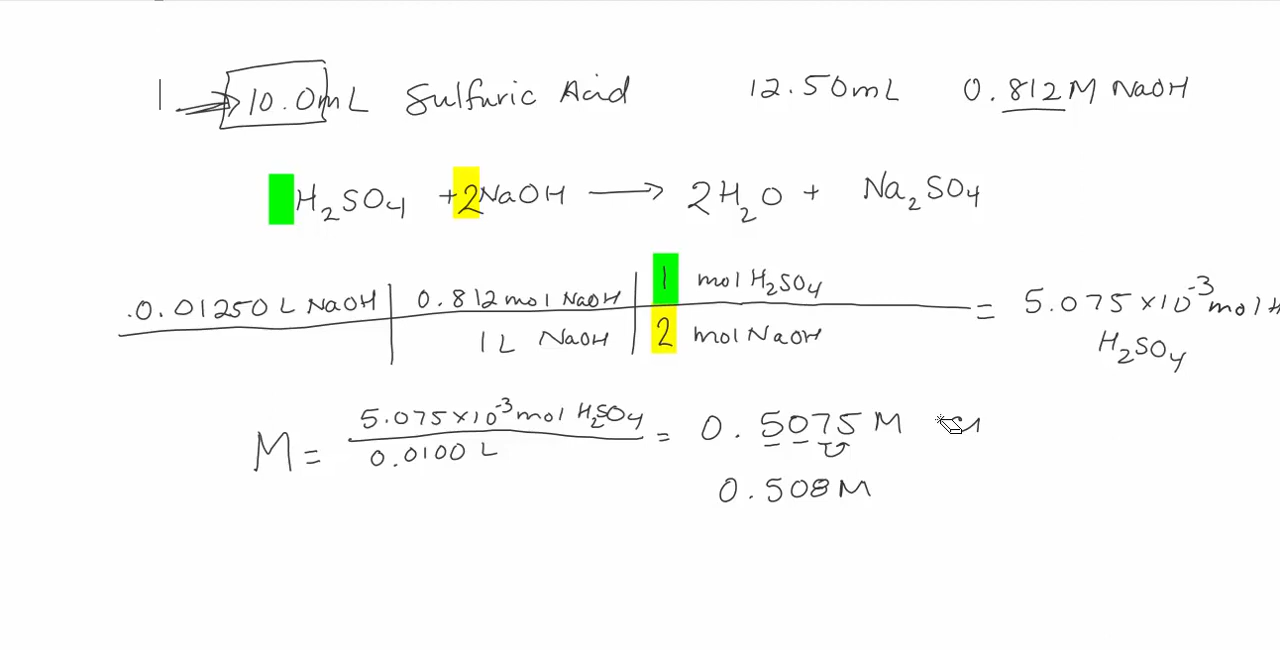 1 → 10.0mL Sulfuric Acid 12.50mL 0.812M NaOH
H₂SO₄ + 2NaOH → 2H₂O + Na₂SO₄
0.01250 L NaOH | 0.812 mol NaOH | 1 mol H₂SO₄ = 5.075 x 10⁻³ mol
1 L NaOH | 2 mol NaOH H₂SO₄
5.075 x 10⁻³ mol H₂SO₄
M = = 0.5075 M
0.0100 L
0.508 M